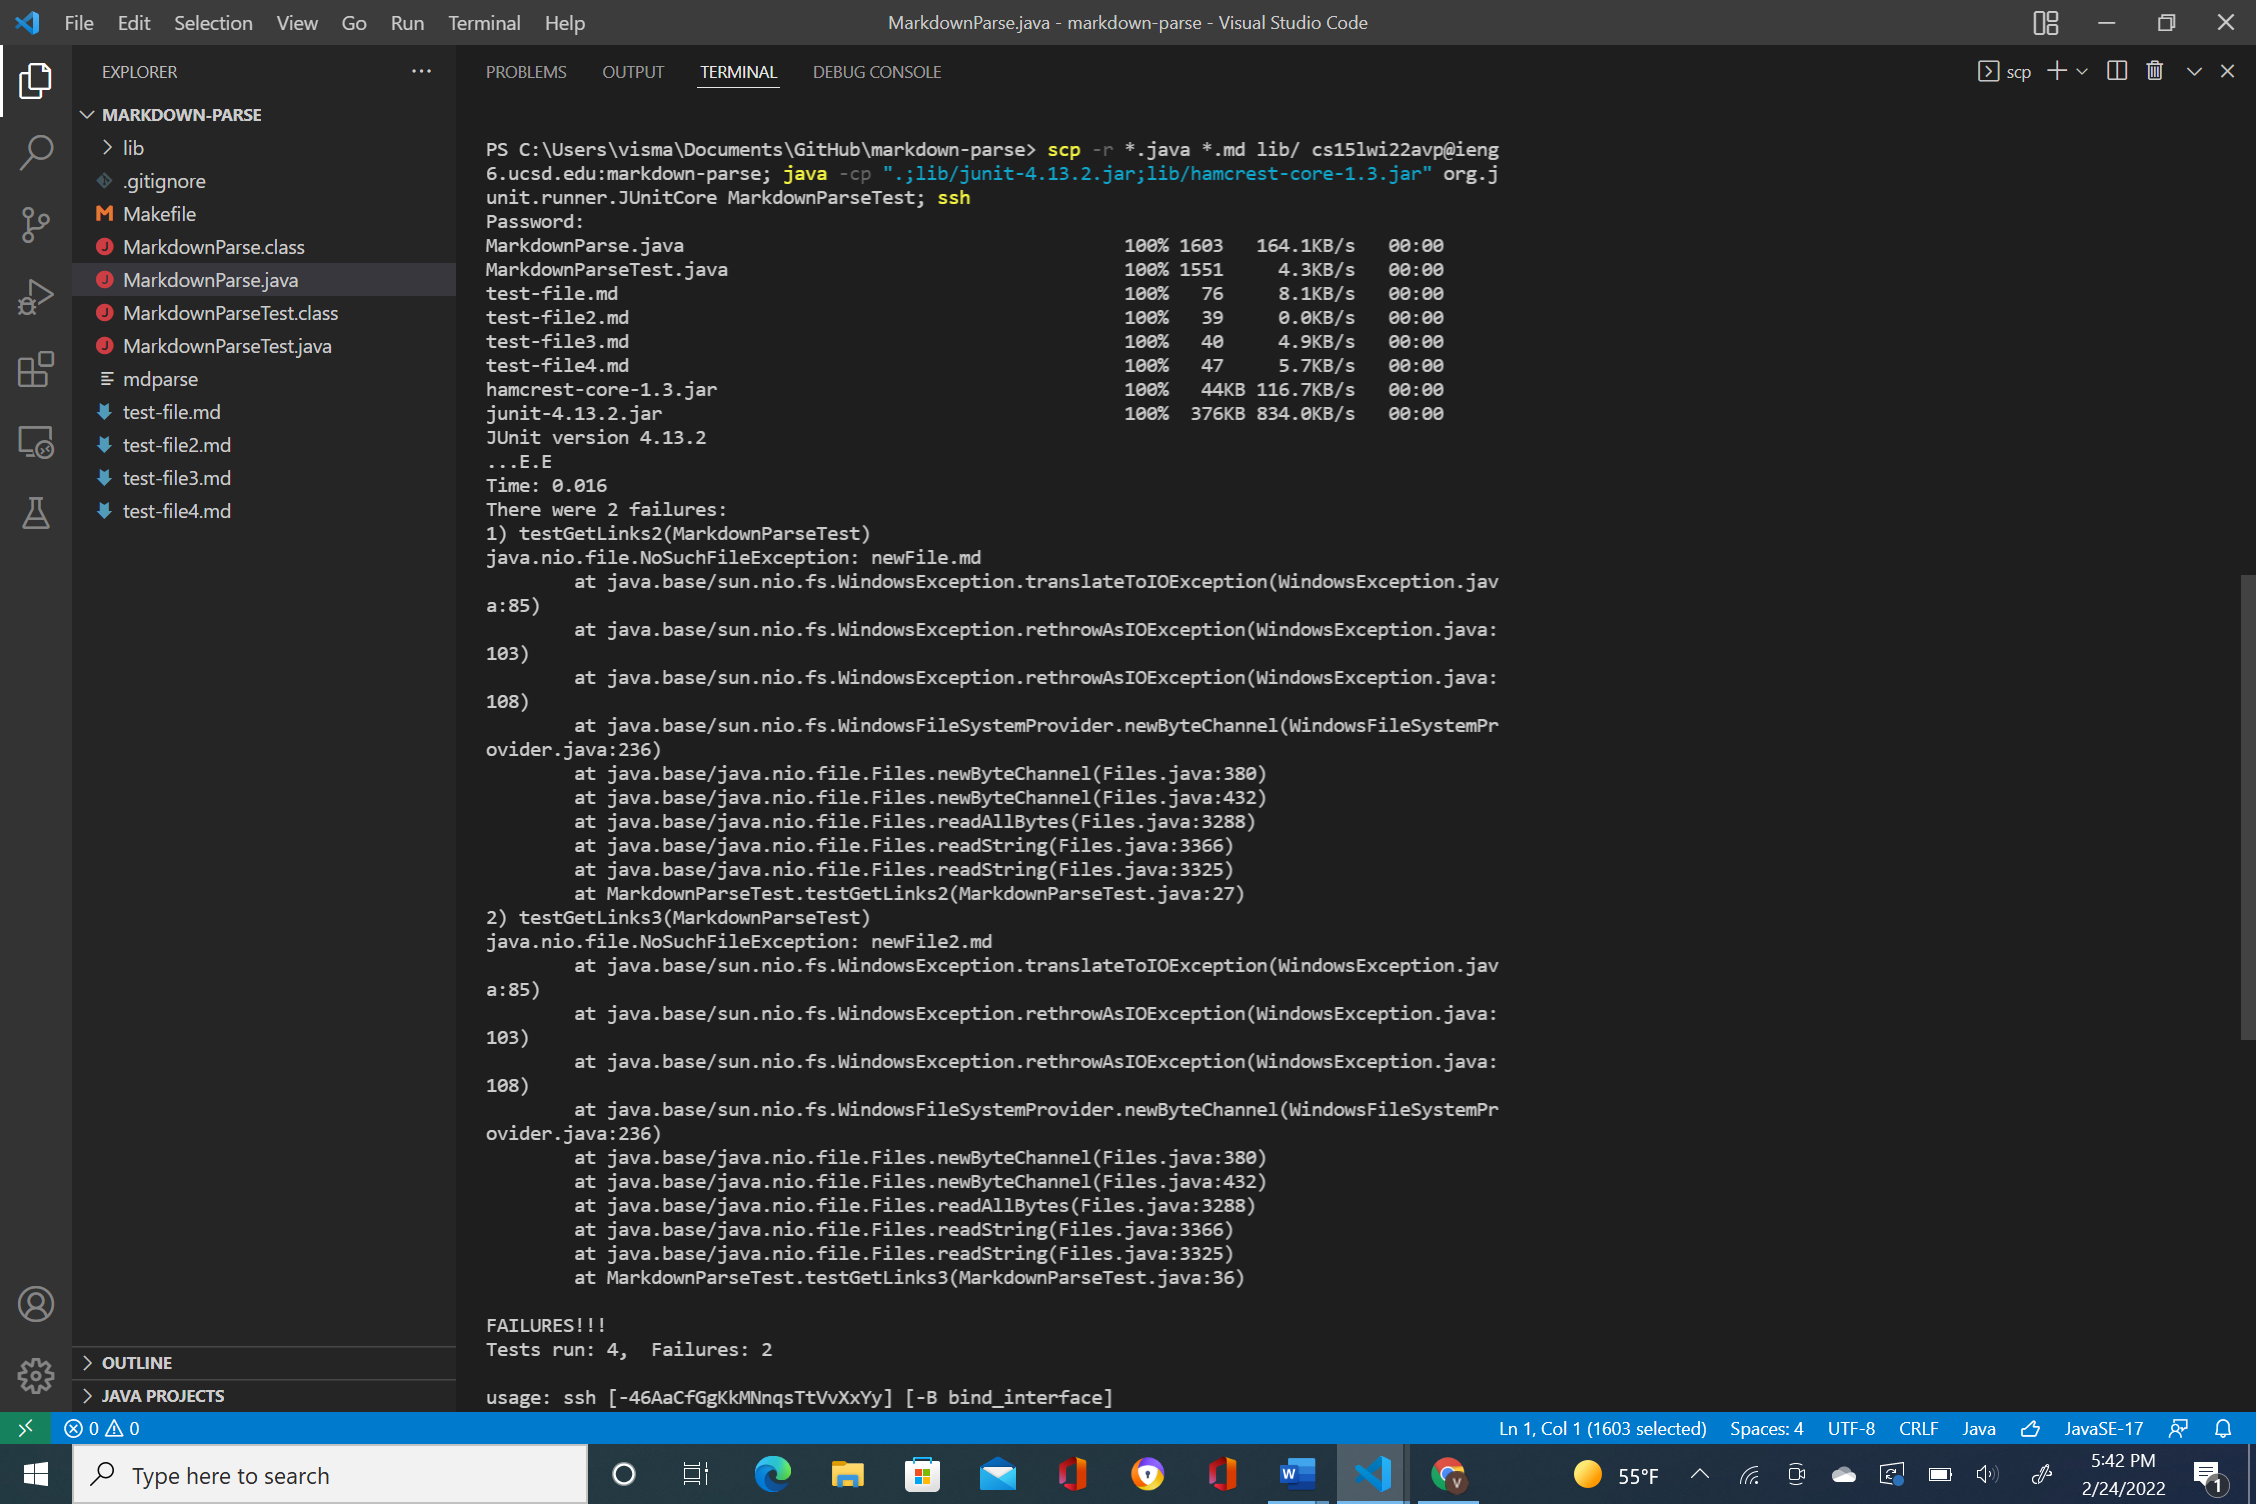 File Edit Selection View Go Run Terminal Help
MarkdownParse.java - markdown-parse - Visual Studio Code
EXPLORER
MARKDOWN-PARSE
lib
.gitignore
Makefile
MarkdownParse.class
MarkdownParse.java
MarkdownParseTest.class
MarkdownParseTest.java
mdparse
test-file.md
test-file2.md
test-file3.md
test-file4.md
OUTLINE
JAVA PROJECTS
PROBLEMS OUTPUT TERMINAL DEBUG CONSOLE
scp
PS C:\Users\visma\Documents\GitHub\markdown-parse> scp -r *.java *.md lib/ cs15lwi22avp@ieng
6.ucsd.edu:markdown-parse; java -cp ".;lib/junit-4.13.2.jar;lib/hamcrest-core-1.3.jar" org.j
unit.runner.JUnitCore MarkdownParseTest; ssh
Password:
MarkdownParse.java 100% 1603 164.1KB/s 00:00
MarkdownParseTest.java 100% 1551 4.3KB/s 00:00
test-file.md 100% 76 8.1KB/s 00:00
test-file2.md 100% 39 0.0KB/s 00:00
test-file3.md 100% 40 4.9KB/s 00:00
test-file4.md 100% 47 5.7KB/s 00:00
hamcrest-core-1.3.jar 100% 44KB 116.7KB/s 00:00
junit-4.13.2.jar 100% 376KB 834.0KB/s 00:00
JUnit version 4.13.2
...E.E
Time: 0.016
There were 2 failures:
1) testGetLinks2(MarkdownParseTest)
java.nio.file.NoSuchFileException: newFile.md
at java.base/sun.nio.fs.WindowsException.translateToIOException(WindowsException.jav
a:85)
at java.base/sun.nio.fs.WindowsException.rethrowAsIOException(WindowsException.java:
103)
at java.base/sun.nio.fs.WindowsException.rethrowAsIOException(WindowsException.java:
108)
at java.base/sun.nio.fs.WindowsFileSystemProvider.newByteChannel(WindowsFileSystemPr
ovider.java:236)
at java.base/java.nio.file.Files.newByteChannel(Files.java:380)
at java.base/java.nio.file.Files.newByteChannel(Files.java:432)
at java.base/java.nio.file.Files.readAllBytes(Files.java:3288)
at java.base/java.nio.file.Files.readString(Files.java:3366)
at java.base/java.nio.file.Files.readString(Files.java:3325)
at MarkdownParseTest.testGetLinks2(MarkdownParseTest.java:27)
2) testGetLinks3(MarkdownParseTest)
java.nio.file.NoSuchFileException: newFile2.md
at java.base/sun.nio.fs.WindowsException.translateToIOException(WindowsException.jav
a:85)
at java.base/sun.nio.fs.WindowsException.rethrowAsIOException(WindowsException.java:
103)
at java.base/sun.nio.fs.WindowsException.rethrowAsIOException(WindowsException.java:
108)
at java.base/sun.nio.fs.WindowsFileSystemProvider.newByteChannel(WindowsFileSystemPr
ovider.java:236)
at java.base/java.nio.file.Files.newByteChannel(Files.java:380)
at java.base/java.nio.file.Files.newByteChannel(Files.java:432)
at java.base/java.nio.file.Files.readAllBytes(Files.java:3288)
at java.base/java.nio.file.Files.readString(Files.java:3366)
at java.base/java.nio.file.Files.readString(Files.java:3325)
at MarkdownParseTest.testGetLinks3(MarkdownParseTest.java:36)
FAILURES!!!
Tests run: 4,  Failures: 2
usage: ssh [-46AaCfGgKkMNnqsTtVvXxYy] [-B bind_interface]
0 0
Ln 1, Col 1 (1603 selected) Spaces: 4 UTF-8 CRLF Java JavaSE-17
Type here to search
55°F
5:42 PM
2/24/2022
1